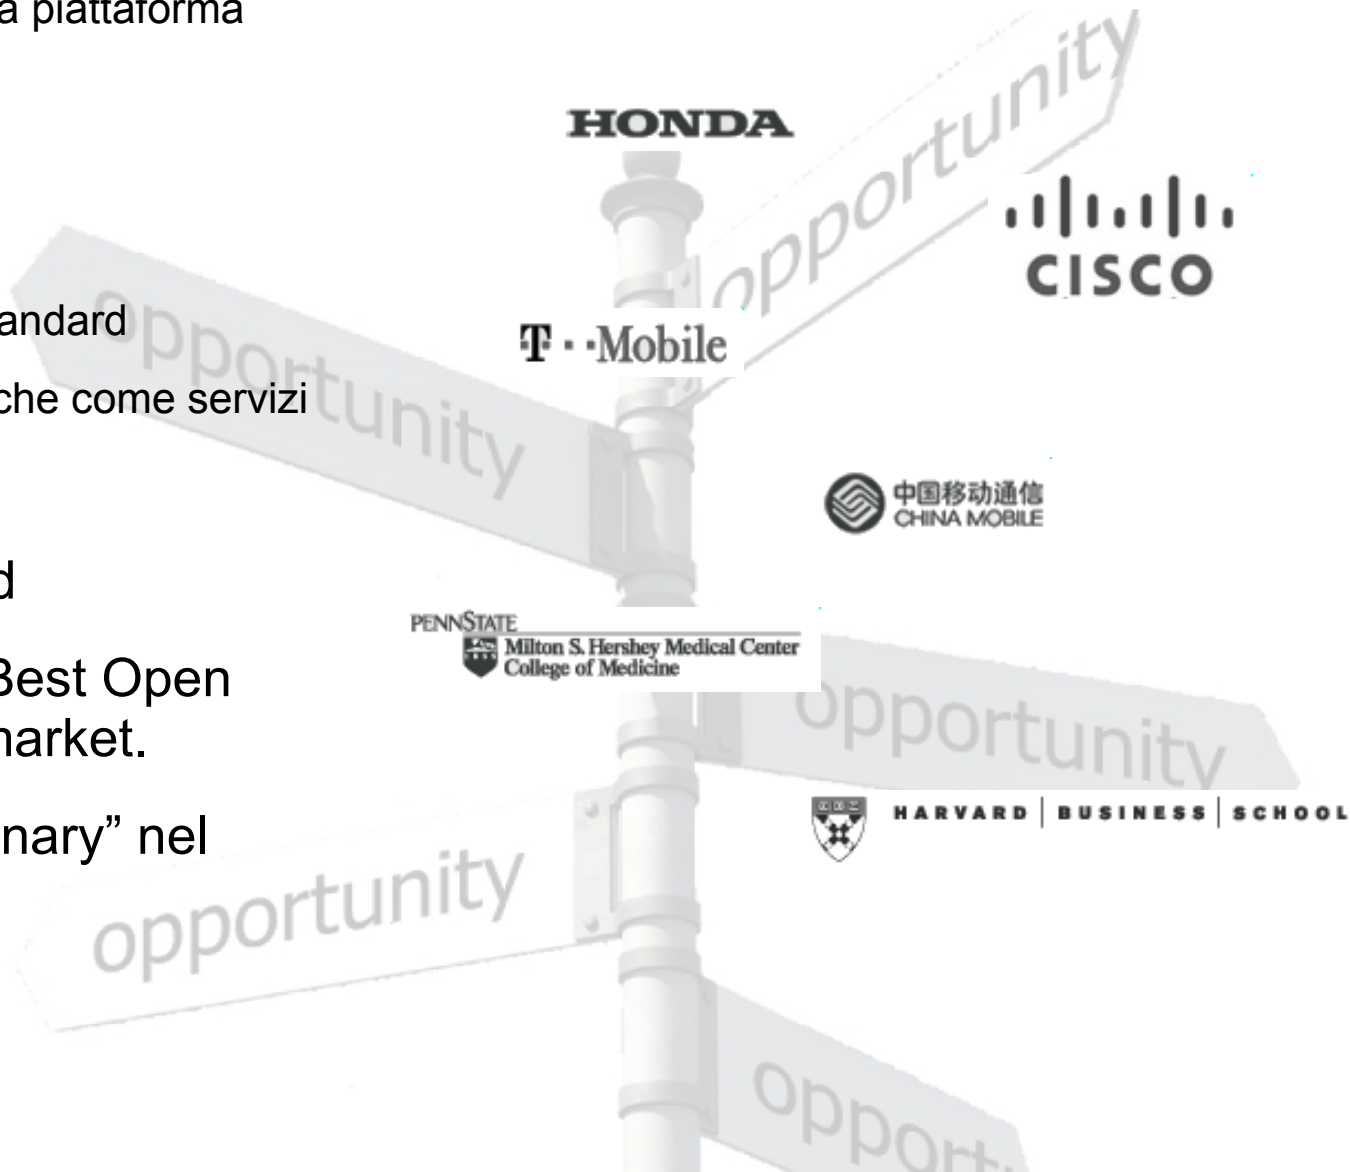 a piattaforma
opportunity
HONDA
CISCO
opportunity
andard
T··Mobile
che come servizi
中国移动通信
CHINA MOBILE
d
PENNSTATE
Milton S. Hershey Medical Center
College of Medicine
Best Open
market.
opportunity
HARVARD | BUSINESS | SCHOOL
nary” nel
opportunity
opport